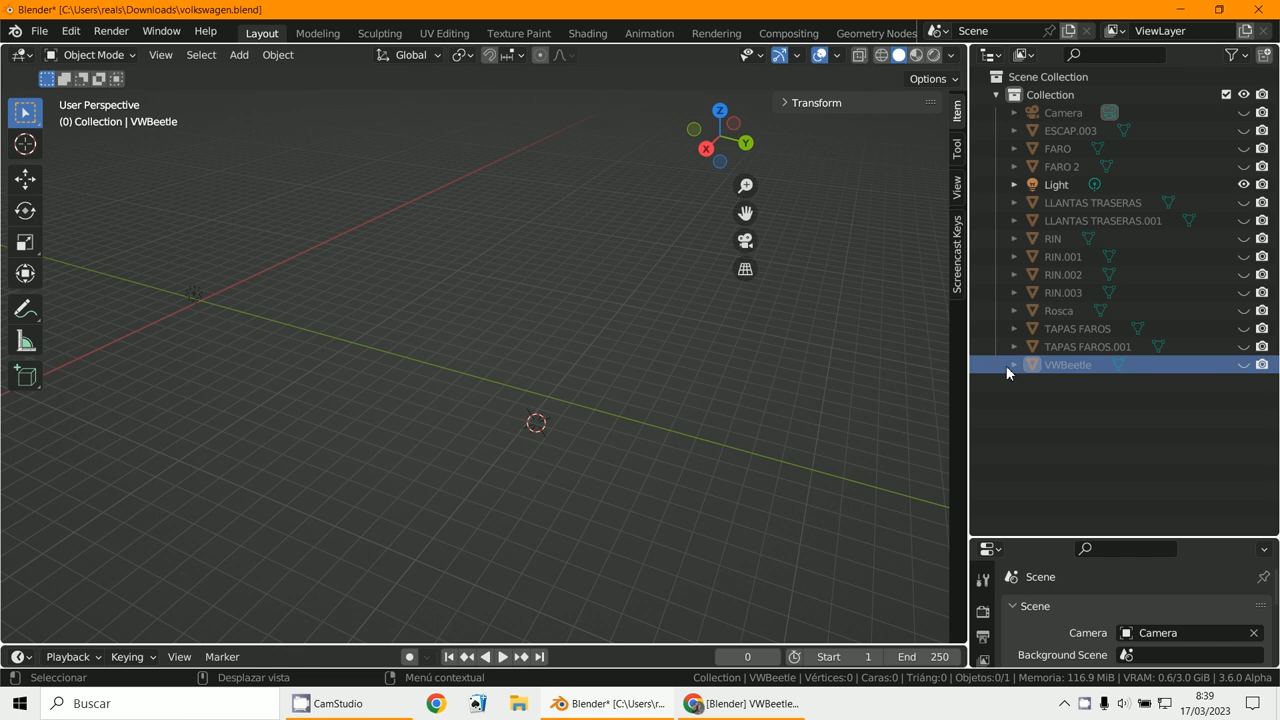 Blender* [C:\Users\reals\Downloads\volkswagen.blend]
File Edit Render Window Help Layout Modeling Sculpting UV Editing Texture Paint Shading Animation Rendering Compositing Geometry Nodes Scene ViewLayer
Object Mode View Select Add Object Global
Options
User Perspective
(0) Collection | VWBeetle
Transform
Z
Y
X
Item
Tool
View
Screencast Keys
Scene Collection
Collection
Camera
ESCAP.003
FARO
FARO 2
Light
LLANTAS TRASERAS
LLANTAS TRASERAS.001
RIN
RIN.001
RIN.002
RIN.003
Rosca
TAPAS FAROS
TAPAS FAROS.001
VWBeetle
Scene
Scene
Camera Camera
Background Scene
Playback Keying View Marker 0 Start 1 End 250
Seleccionar Desplazar vista Menú contextual Collection | VWBeetle | Vértices:0 | Caras:0 | Triáng:0 | Objetos:0/1 | Memoria: 116.9 MiB | VRAM: 0.6/3.0 GiB | 3.6.0 Alpha
Buscar CamStudio Blender* [C:\Users\r... [Blender] VWBeetle... 8:39
17/03/2023